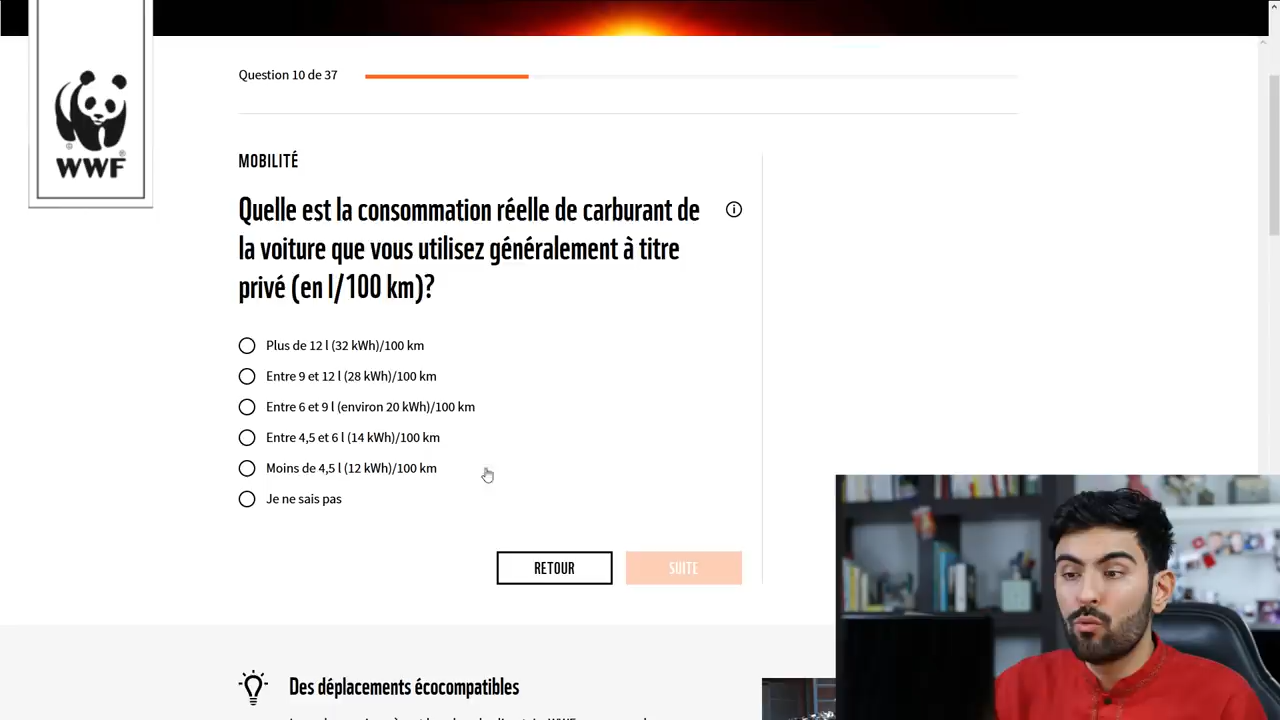 WWF
Question 10 de 37
MOBILITÉ
Quelle est la consommation réelle de carburant de
la voiture que vous utilisez généralement à titre
privé (en l/100 km)?
Plus de 12 l (32 kWh)/100 km
Entre 9 et 12 l (28 kWh)/100 km
Entre 6 et 9 l (environ 20 kWh)/100 km
Entre 4,5 et 6 l (14 kWh)/100 km
Moins de 4,5 l (12 kWh)/100 km
Je ne sais pas
RETOUR
SUITE
Des déplacements écocompatibles